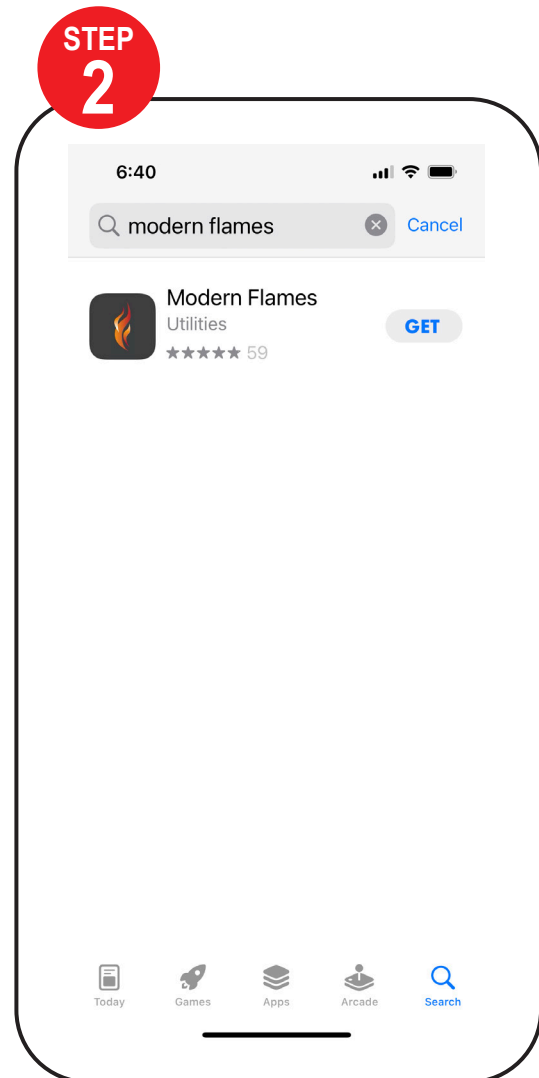 STEP
2
6:40
modern flames Cancel
Modern Flames
Utilities
GET
59
Today Games Apps Arcade Search